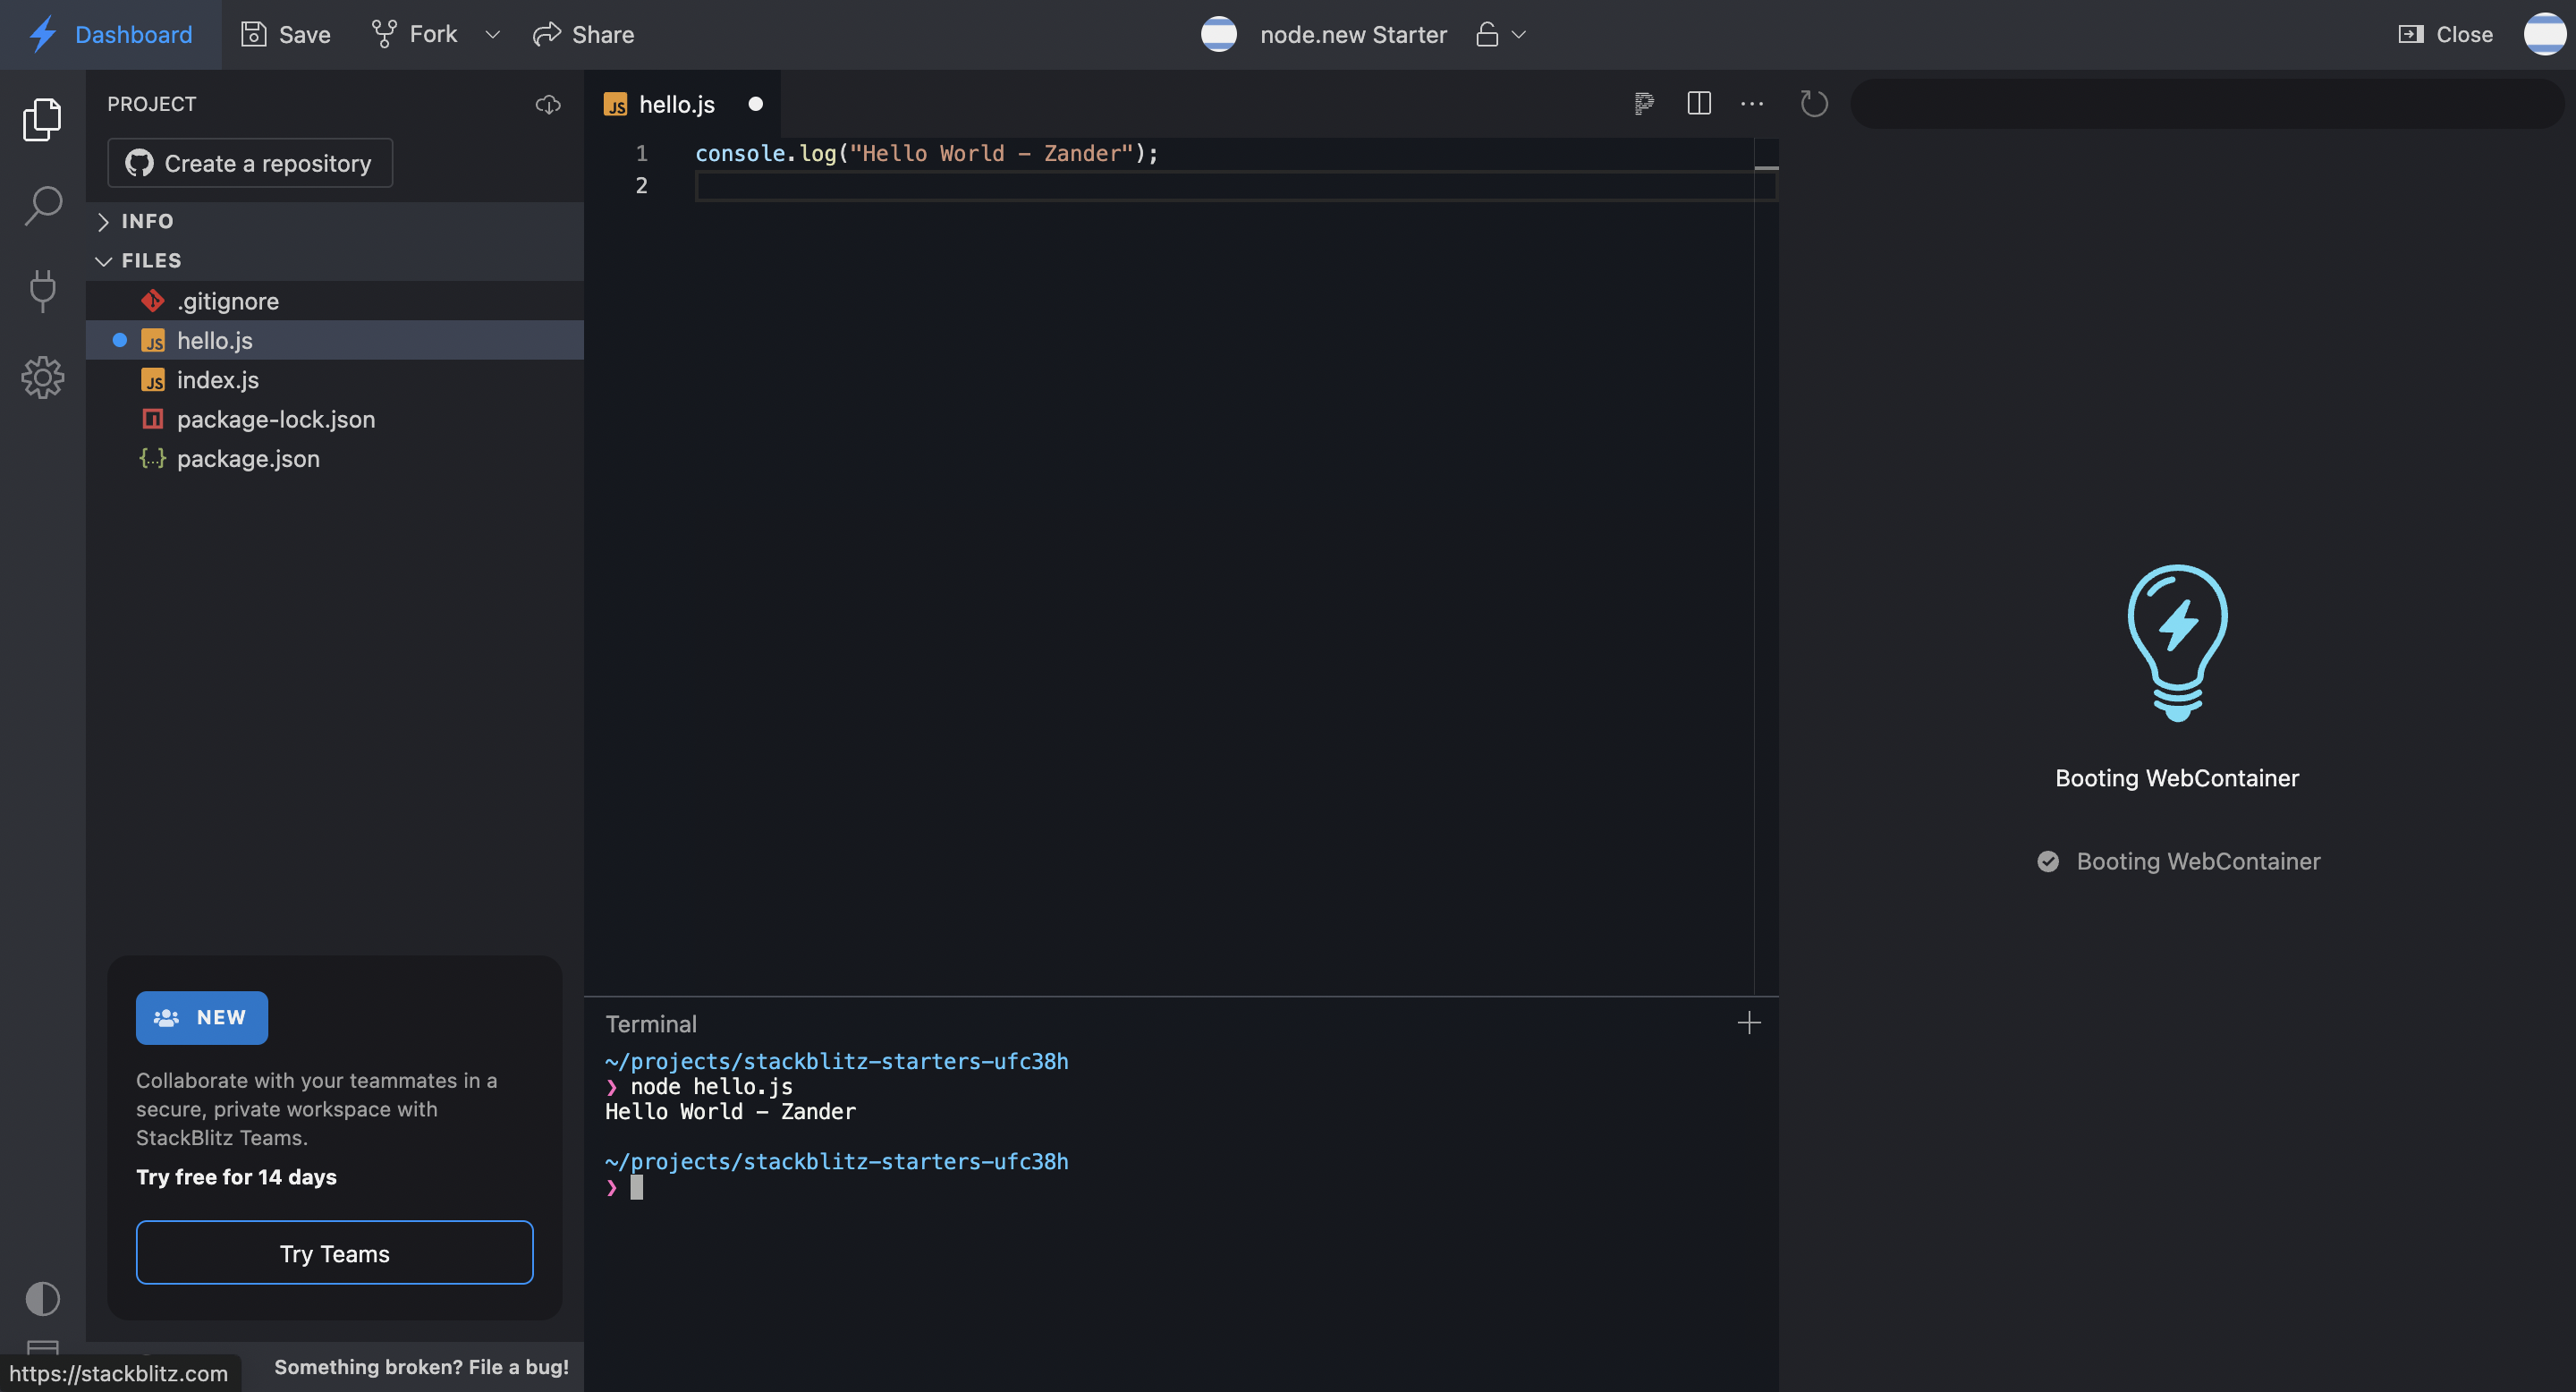 Dashboard Save Fork Share node.new Starter Close
PROJECT
Create a repository
INFO
FILES
.gitignore
JS hello.js
JS index.js
package-lock.json
{..} package.json
NEW
Collaborate with your teammates in a
secure, private workspace with
StackBlitz Teams.
Try free for 14 days
Try Teams
Something broken? File a bug!
https://stackblitz.com
JS hello.js
1 console.log("Hello World – Zander");
2
Terminal
~/projects/stackblitz-starters-ufc38h
❯ node hello.js
Hello World – Zander
~/projects/stackblitz-starters-ufc38h
❯
Booting WebContainer
Booting WebContainer